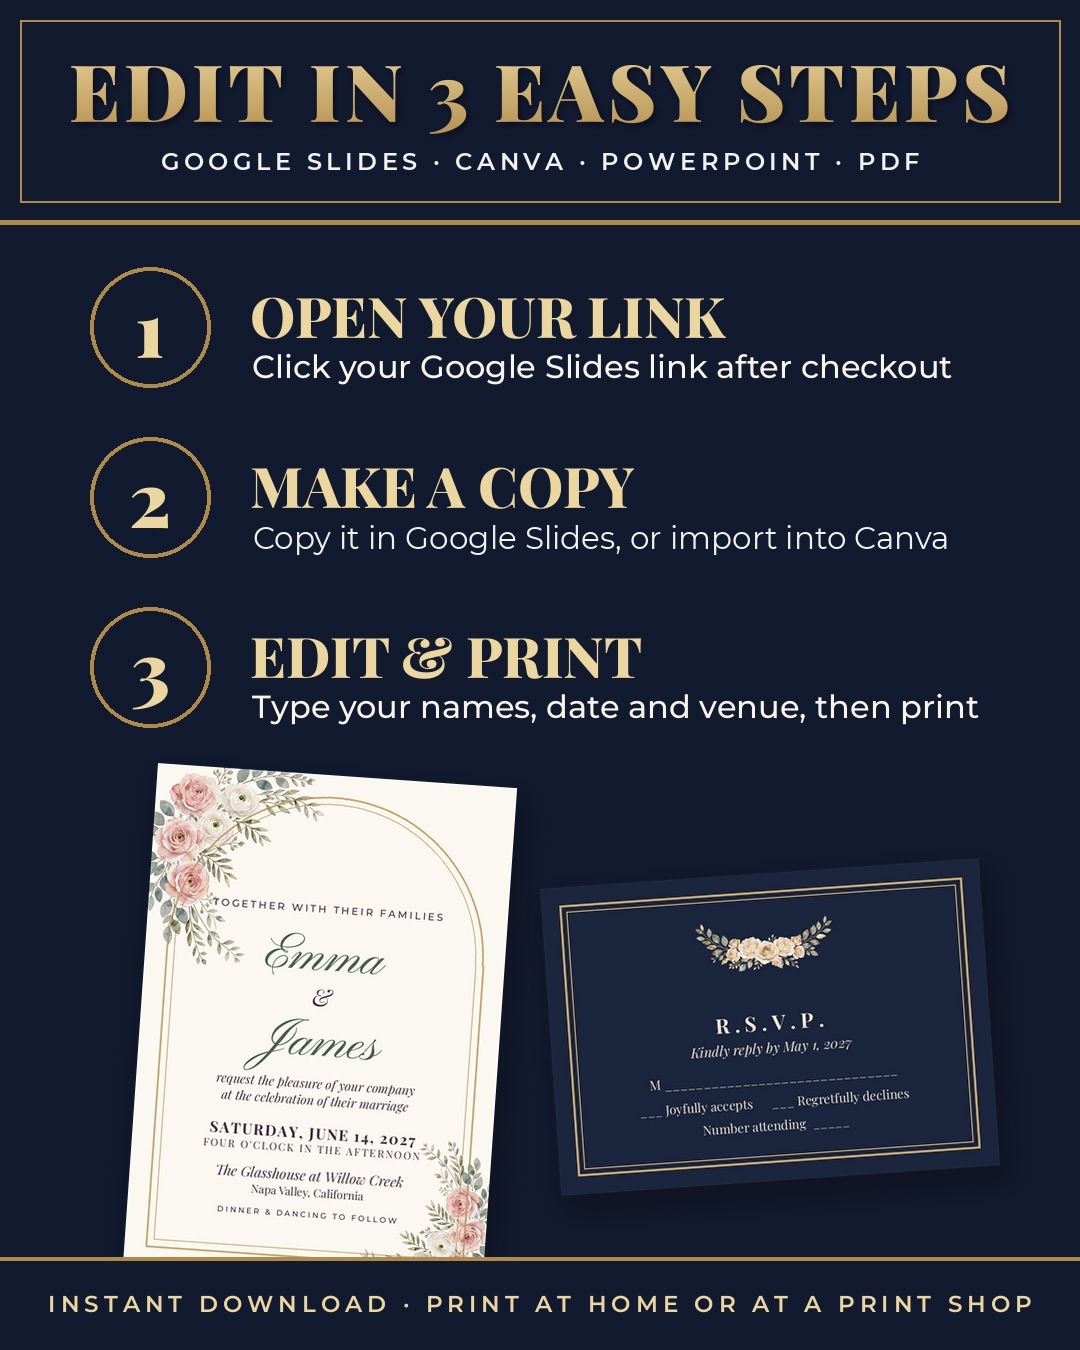 EDIT IN 3 EASY STEPS
GOOGLE SLIDES · CANVA · POWERPOINT · PDF
1
OPEN YOUR LINK
Click your Google Slides link after checkout
2
MAKE A COPY
Copy it in Google Slides, or import into Canva
3
EDIT & PRINT
Type your names, date and venue, then print
TOGETHER WITH THEIR FAMILIES
Emma
&
James
request the pleasure of your company
at the celebration of their marriage
SATURDAY, JUNE 14, 2027
FOUR O'CLOCK IN THE AFTERNOON
The Glasshouse at Willow Creek
Napa Valley, California
DINNER & DANCING TO FOLLOW
R.S.V.P.
Kindly reply by May 1, 2027
M ______________________________
___ Joyfully accepts ___ Regretfully declines
Number attending _____
INSTANT DOWNLOAD · PRINT AT HOME OR AT A PRINT SHOP